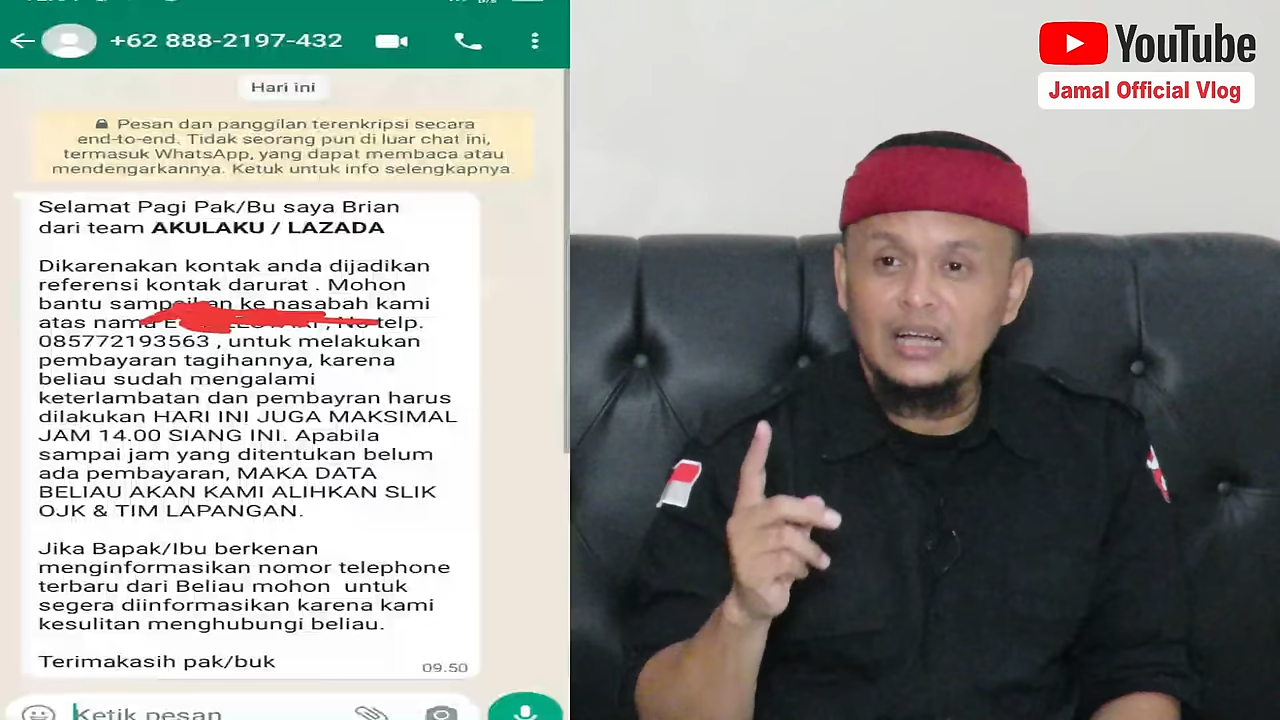 +62 888-2197-432
Hari ini
Pesan dan panggilan terenkripsi secara
end-to-end. Tidak seorang pun di luar chat ini,
termasuk WhatsApp, yang dapat membaca atau
mendengarkannya. Ketuk untuk info selengkapnya
Selamat Pagi Pak/Bu saya Brian
dari team AKULAKU / LAZADA
Dikarenakan kontak anda dijadikan
referensi kontak darurat . Mohon
bantu sampaikan ke nasabah kami
atas nama , No telp.
085772193563 , untuk melakukan
pembayaran tagihannya, karena
beliau sudah mengalami
keterlambatan dan pembayran harus
dilakukan HARI INI JUGA MAKSIMAL
JAM 14.00 SIANG INI. Apabila
sampai jam yang ditentukan belum
ada pembayaran, MAKA DATA
BELIAU AKAN KAMI ALIHKAN SLIK
OJK & TIM LAPANGAN.
Jika Bapak/Ibu berkenan
menginformasikan nomor telephone
terbaru dari Beliau mohon untuk
segera diinformasikan karena kami
kesulitan menghubungi beliau.
Terimakasih pak/buk
09.50
Ketik pesan
YouTube
Jamal Official Vlog